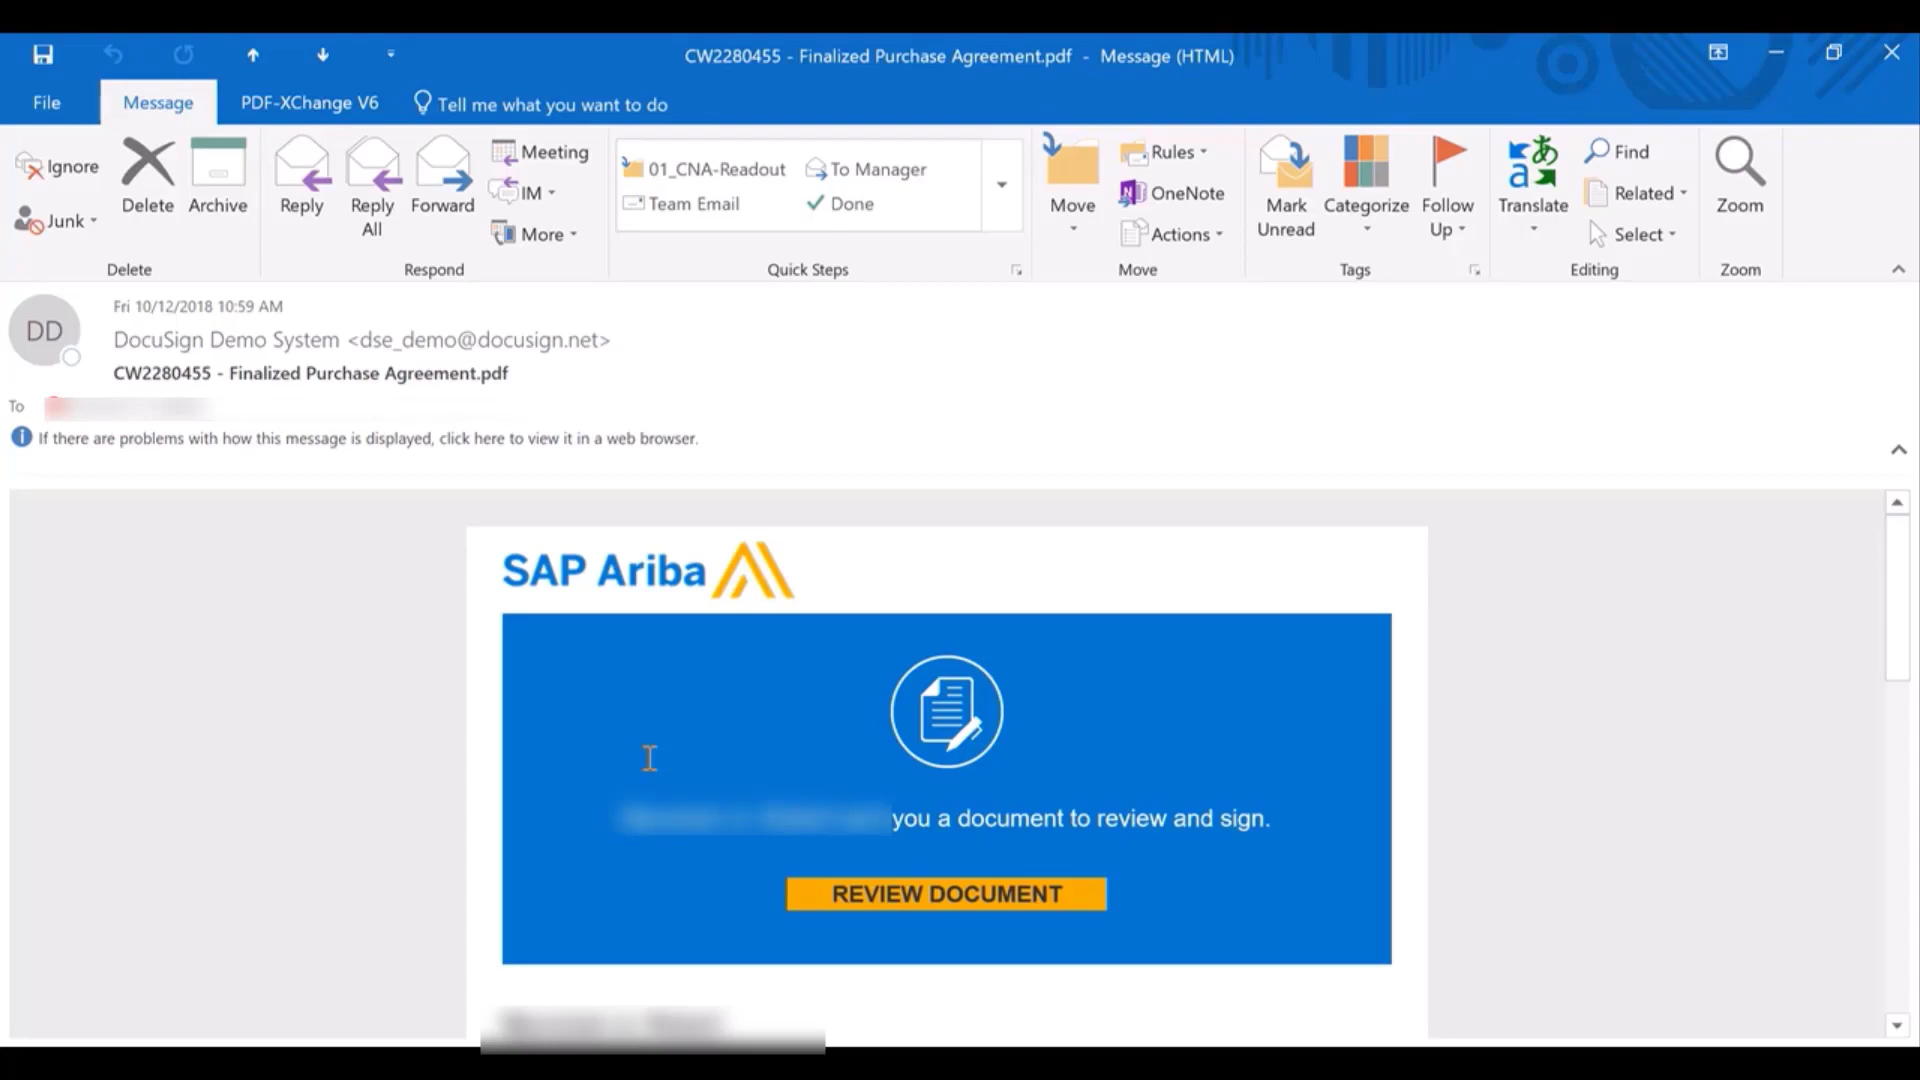 CW2280455 - Finalized Purchase Agreement.pdf - Message (HTML)
File Message PDF-XChange V6 Tell me what you want to do
Ignore
Junk
Delete
Archive
Delete
Reply
Reply All
Forward
Meeting
IM
More
Respond
01_CNA-Readout To Manager
Team Email Done
Quick Steps
Move
Rules
OneNote
Actions
Move
Mark Unread
Categorize
Follow Up
Tags
Translate
Find
Related
Select
Editing
Zoom
Zoom
DD
Fri 10/12/2018 10:59 AM
DocuSign Demo System <dse_demo@docusign.net>
CW2280455 - Finalized Purchase Agreement.pdf
To
If there are problems with how this message is displayed, click here to view it in a web browser.
SAP Ariba
you a document to review and sign.
REVIEW DOCUMENT